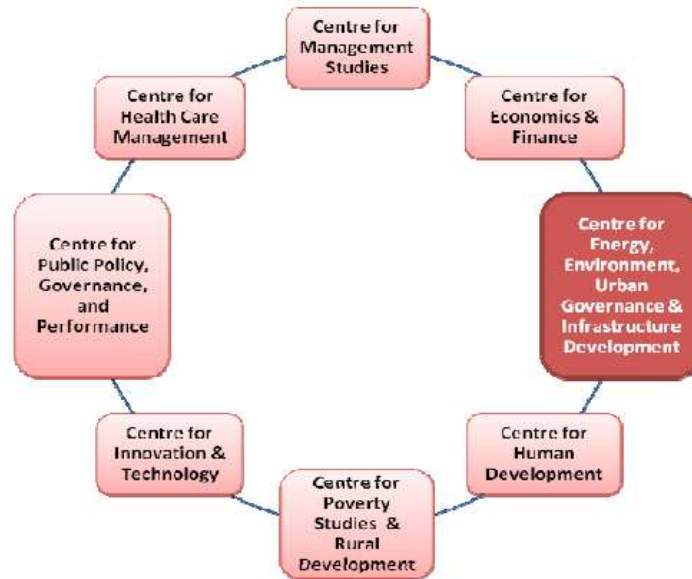 Centre for
Management
Studies
Centre for
Economics &
Finance
Centre for
Energy,
Environment,
Urban
Governance &
Infrastructure
Development
Centre for
Human
Development
Centre for
Poverty
Studies &
Rural
Development
Centre for
Innovation &
Technology
Centre for
Public Policy,
Governance,
and
Performance
Centre for
Health Care
Management